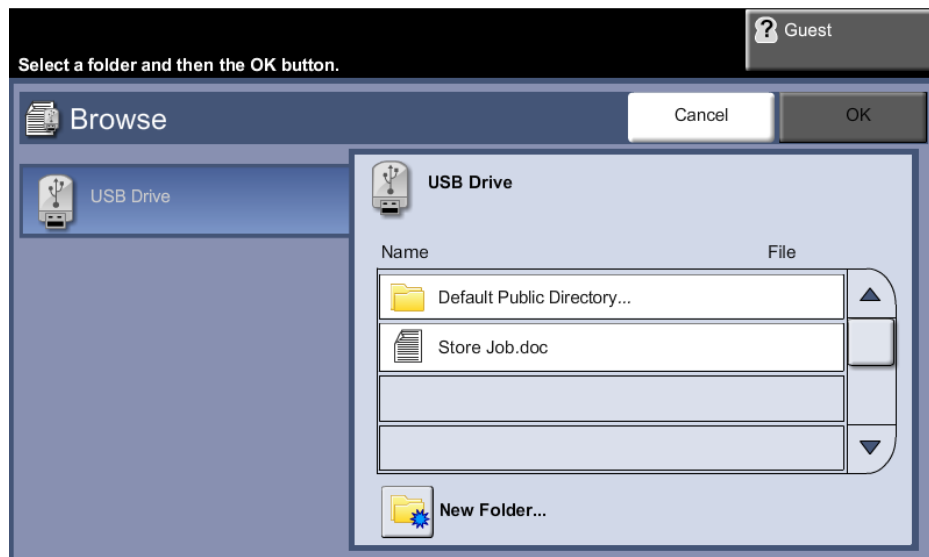 Guest
Select a folder and then the OK button.
Browse
Cancel
OK
USB Drive
USB Drive
Name File
Default Public Directory...
Store Job.doc
New Folder...